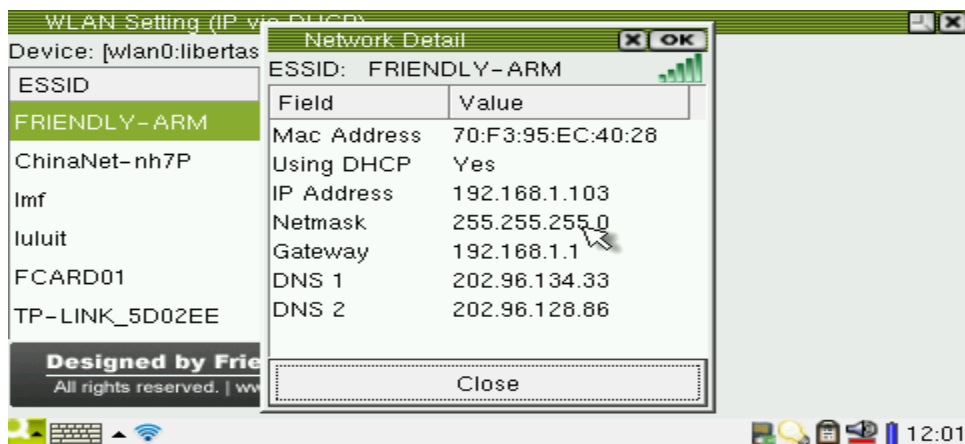 WLAN Setting (IP via DHCP)
Device: [wlan0:libertas
ESSID
FRIENDLY-ARM
ChinaNet-nh7P
lmf
luluit
FCARD01
TP-LINK_5D02EE
Designed by Frie
All rights reserved. | ww
Network Detail
OK
ESSID: FRIENDLY-ARM
Field Value
Mac Address 70:F3:95:EC:40:28
Using DHCP Yes
IP Address 192.168.1.103
Netmask 255.255.255.0
Gateway 192.168.1.1
DNS 1 202.96.134.33
DNS 2 202.96.128.86
Close
12:01